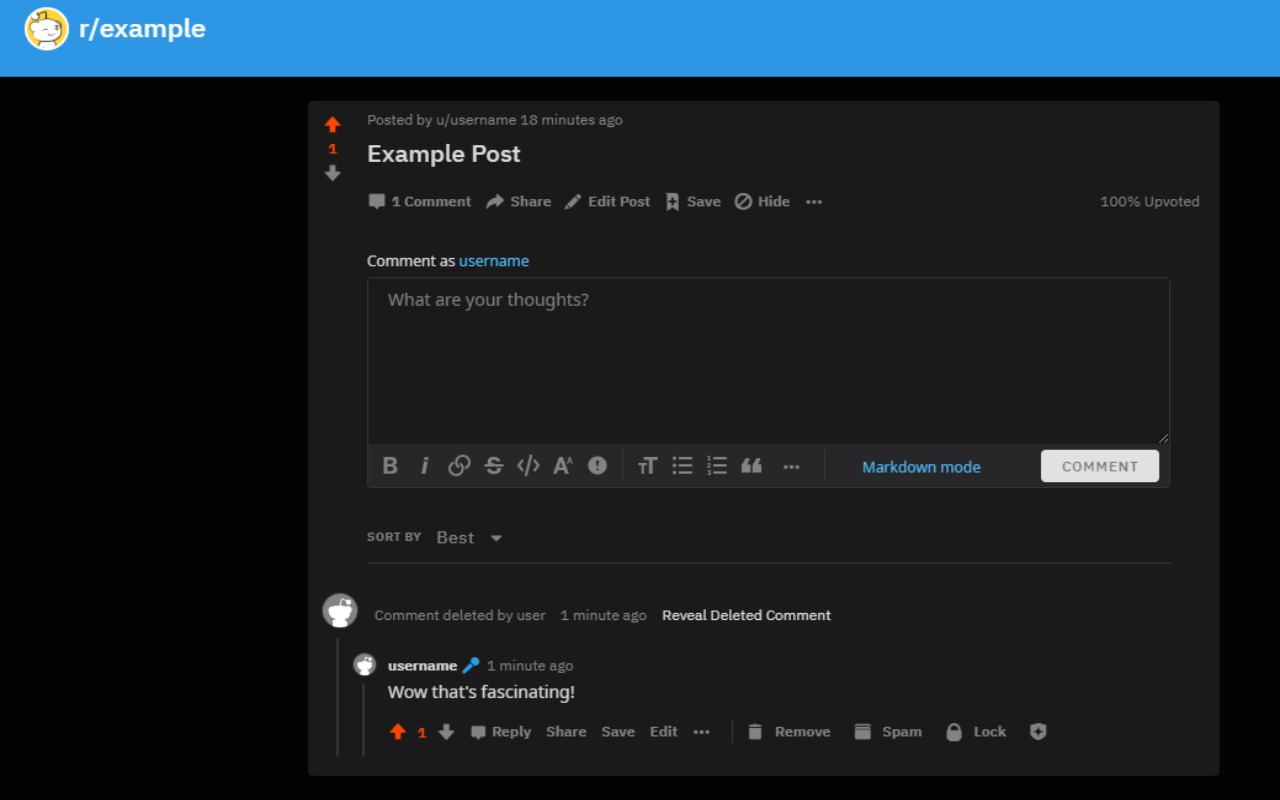 r/example
Posted by u/username 18 minutes ago
1
Example Post
1 Comment Share Edit Post Save Hide ••• 100% Upvoted
Comment as username
What are your thoughts?
B i S </> A^A TT ••• Markdown mode COMMENT
SORT BY Best
Comment deleted by user 1 minute ago Reveal Deleted Comment
username 1 minute ago
Wow that's fascinating!
1 Reply Share Save Edit ••• Remove Spam Lock